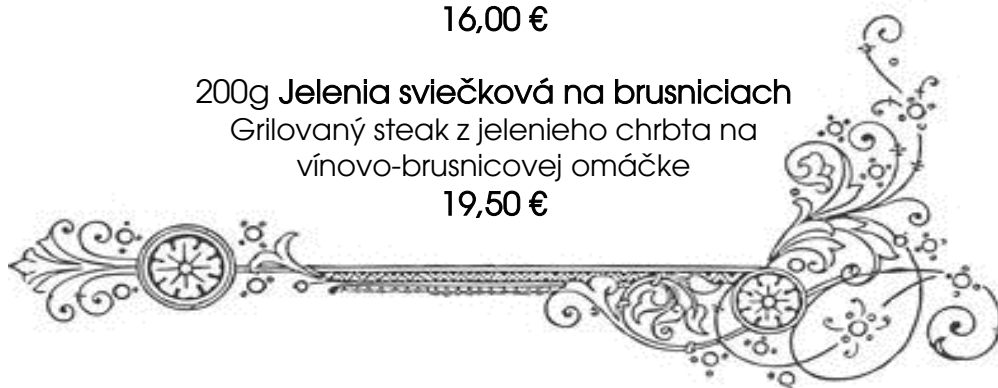 16,00 €
200g Jelenia sviečková na brusniciach
Grilovaný steak z jelenieho chrbta na
vínovo-brusnicovej omáčke
19,50 €